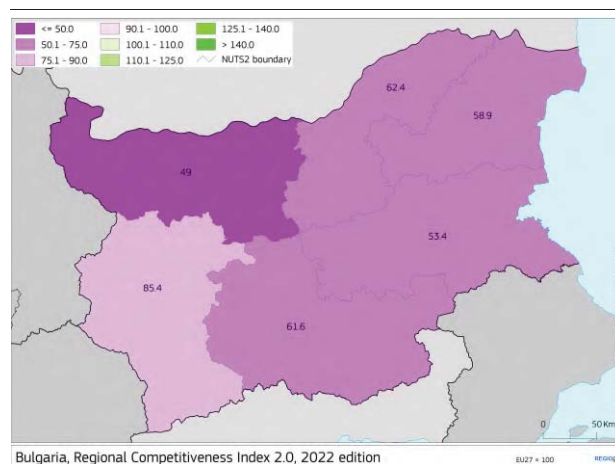 <= 50.0 90.1 - 100.0 125.1 - 140.0
50.1 - 75.0 100.1 - 110.0 > 140.0
75.1 - 90.0 110.1 - 125.0 NUTS2 boundary
62.4
58.9
49
53.4
85.4
61.6
0 50 Km
Bulgaria, Regional Competitiveness Index 2.0, 2022 edition EU27 = 100